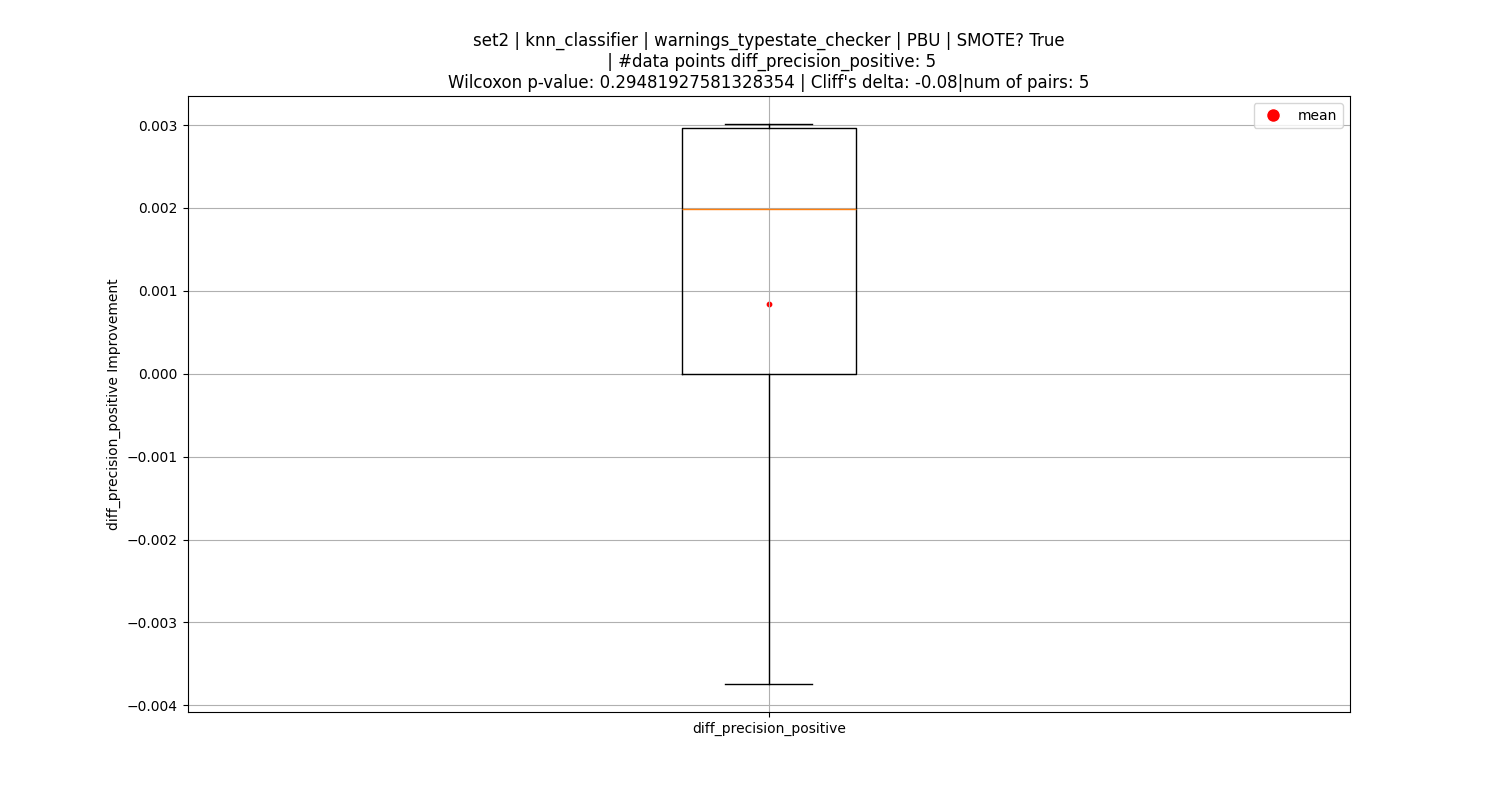 set2 | knn_classifier | warnings_typestate_checker | PBU | SMOTE? True
| #data points diff_precision_positive: 5
Wilcoxon p-value: 0.29481927581328354 | Cliff's delta: -0.08|num of pairs: 5
mean
0.003
0.002
0.001
0.000
−0.001
−0.002
−0.003
−0.004
diff_precision_positive Improvement
diff_precision_positive